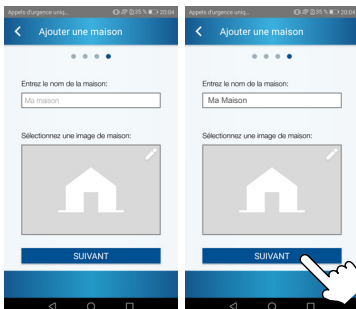 Appels d'urgence uniq... 35 % 20:04
Ajouter une maison
Entrez le nom de la maison:
Ma maison
Sélectionnez une image de maison:
SUIVANT
Appels d'urgence uniq... 35 % 20:04
Ajouter une maison
Entrez le nom de la maison:
Ma Maison
Sélectionnez une image de maison:
SUIVANT